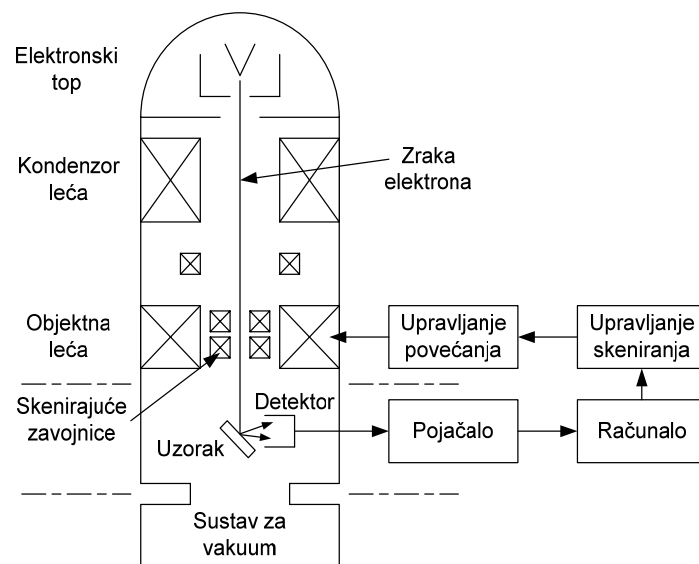 Elektronski
top
Kondenzor
leća
Zraka
elektrona
Objektna
leća
Upravljanje
povećanja
Upravljanje
skeniranja
Skenirajuće
zavojnice
Detektor
Uzorak
Pojačalo
Računalo
Sustav za
vakuum